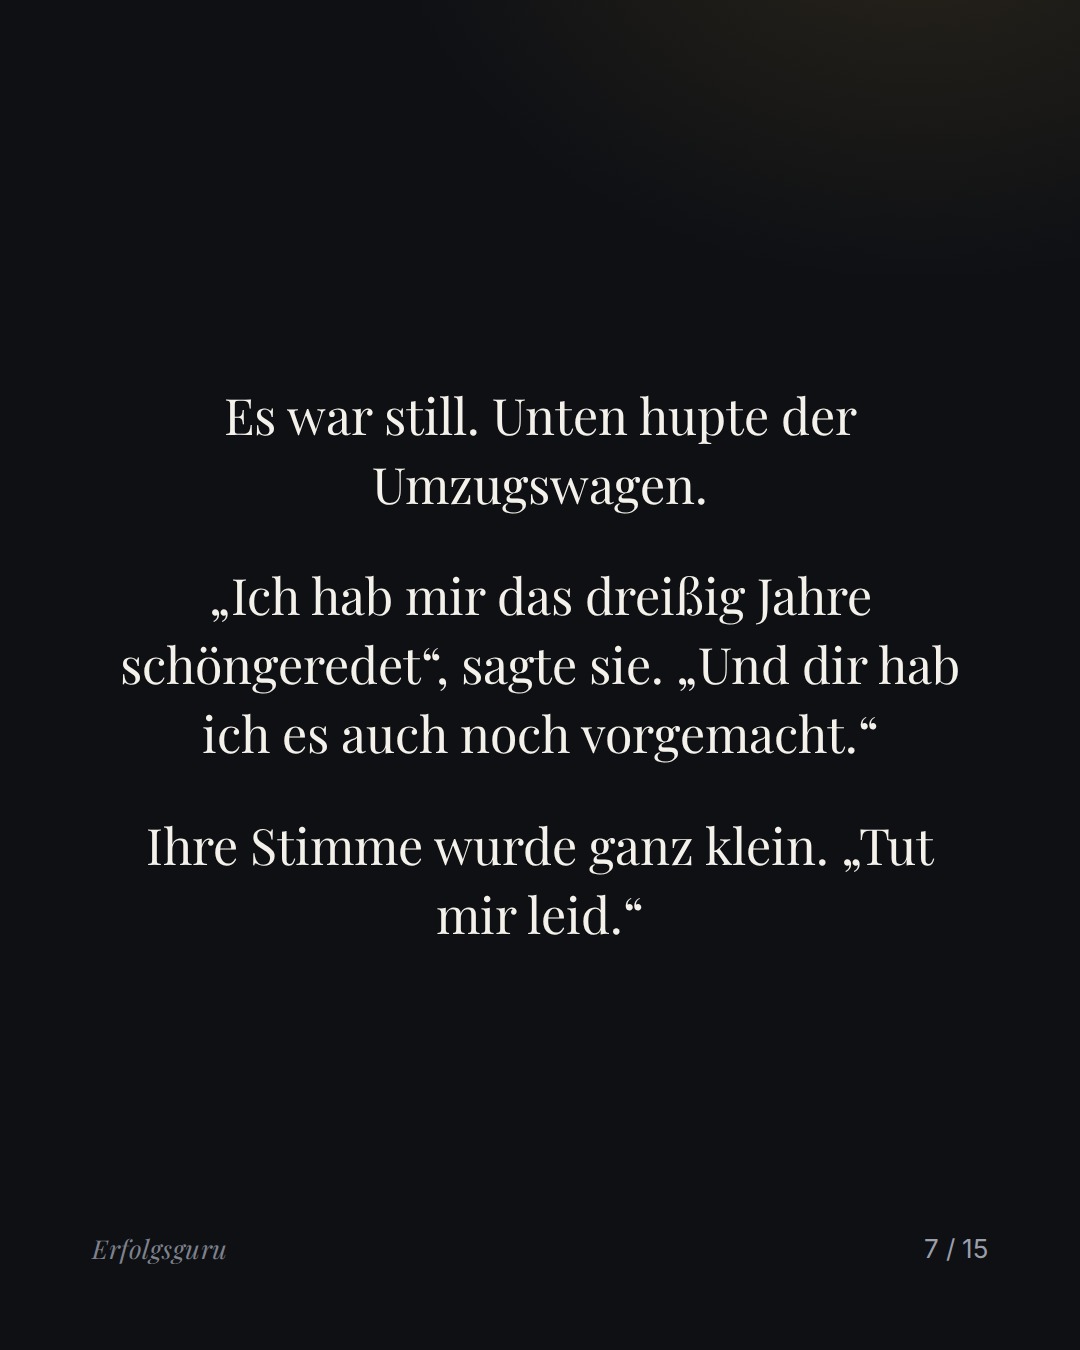 Es war still. Unten hupte der
Umzugswagen.
„Ich hab mir das dreißig Jahre
schöngeredet“, sagte sie. „Und dir hab
ich es auch noch vorgemacht.“
Ihre Stimme wurde ganz klein. „Tut
mir leid.“
Erfolgsguru
7 / 15